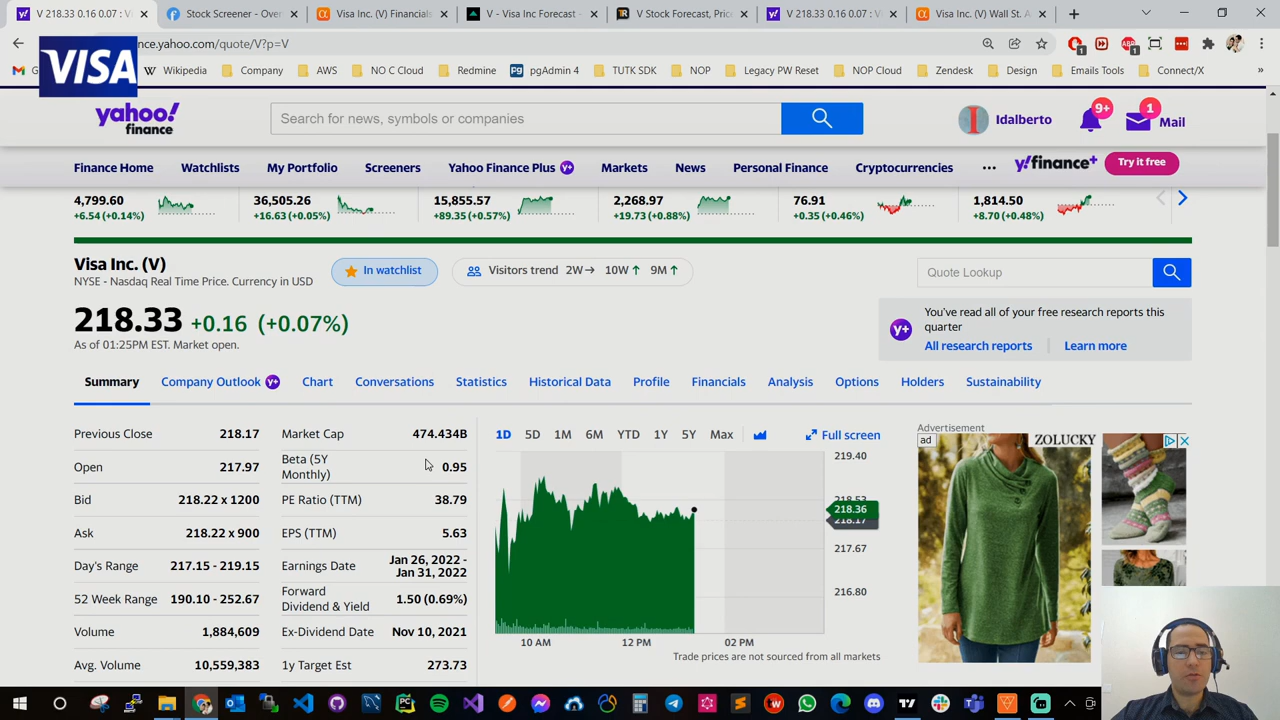 V 218.33 0.16 0.07 : V
Stock Screener - Over
Visa Inc. (V) Financials
V - Visa Inc Forecast -
V Stock Forecast, Price
V 218.33 0.16 0.07 :
Visa Inc. (V) Wall St. A
nce.yahoo.com/quote/V?p=V
VISA
G
Wikipedia
Company
AWS
NO C Cloud
Redmine
pgAdmin 4
TUTK SDK
NOP
Legacy PW Ba
NOP Cloud
Zendesk
Design
Emails Tools
Connect/X
yahoo!
finance
Search for news, symbols or companies
Idalberto
9+
1
Mail
Finance Home
Watchlists
My Portfolio
Screeners
Yahoo Finance Plus
Markets
News
Personal Finance
Cryptocurrencies
...
y!finance+
Try it free
4,799.60
+6.54 (+0.14%)
36,505.26
+16.63 (+0.05%)
15,855.57
+89.35 (+0.57%)
2,268.97
+19.73 (+0.88%)
76.91
+0.35 (+0.46%)
1,814.50
+8.70 (+0.48%)
Visa Inc. (V)
NYSE - Nasdaq Real Time Price. Currency in USD
In watchlist
Visitors trend 2W→ 10W↑ 9M↑
Quote Lookup
218.33 +0.16 (+0.07%)
As of 01:25PM EST. Market open.
y+
You've read all of your free research reports this
quarter
All research reports
Learn more
Summary
Company Outlook
Chart
Conversations
Statistics
Historical Data
Profile
Financials
Analysis
Options
Holders
Sustainability
Previous Close 218.17
Open 217.97
Bid 218.22 x 1200
Ask 218.22 x 900
Day's Range 217.15 - 219.15
52 Week Range 190.10 - 252.67
Volume 1,884,609
Avg. Volume 10,559,383
Market Cap 474.434B
Beta (5Y
Monthly) 0.95
PE Ratio (TTM) 38.79
EPS (TTM) 5.63
Earnings Date Jan 26, 2022 -
Jan 31, 2022
Forward
Dividend & Yield 1.50 (0.69%)
Ex-Dividend Date Nov 10, 2021
1y Target Est 273.73
1D 5D 1M 6M YTD 1Y 5Y Max
Full screen
219.40
218.53
218.36
218.17
217.67
216.80
10 AM
12 PM
02 PM
Trade prices are not sourced from all markets
Advertisement
ad
ZOLUCKY